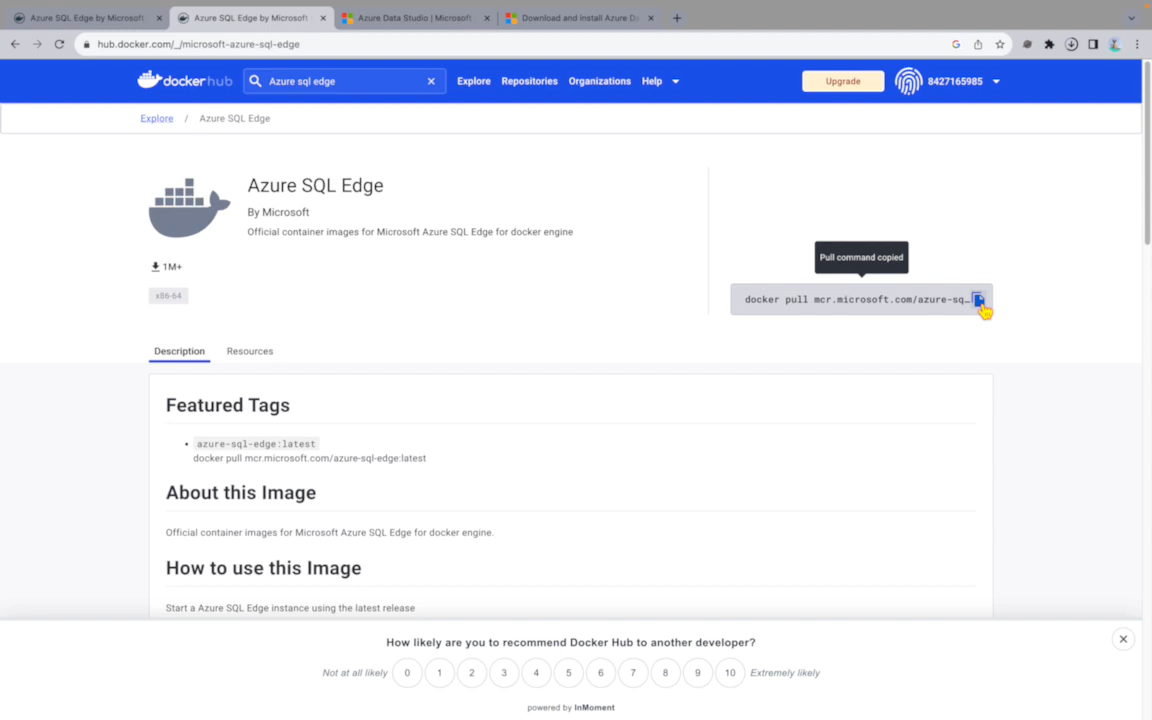 Azure SQL Edge by Microsoft
Azure SQL Edge by Microsoft
Azure Data Studio | Microsoft
Download and install Azure Da
hub.docker.com/_/microsoft-azure-sql-edge
dockerhub
Azure sql edge
Explore
Repositories
Organizations
Help
Upgrade
8427165985
Explore / Azure SQL Edge
Azure SQL Edge
By Microsoft
Official container images for Microsoft Azure SQL Edge for docker engine
1M+
x86-64
Pull command copied
docker pull mcr.microsoft.com/azure-sq…
Description
Resources
Featured Tags
• azure-sql-edge:latest
docker pull mcr.microsoft.com/azure-sql-edge:latest
About this Image
Official container images for Microsoft Azure SQL Edge for docker engine.
How to use this Image
Start a Azure SQL Edge instance using the latest release
How likely are you to recommend Docker Hub to another developer?
Not at all likely 0 1 2 3 4 5 6 7 8 9 10 Extremely likely
powered by InMoment